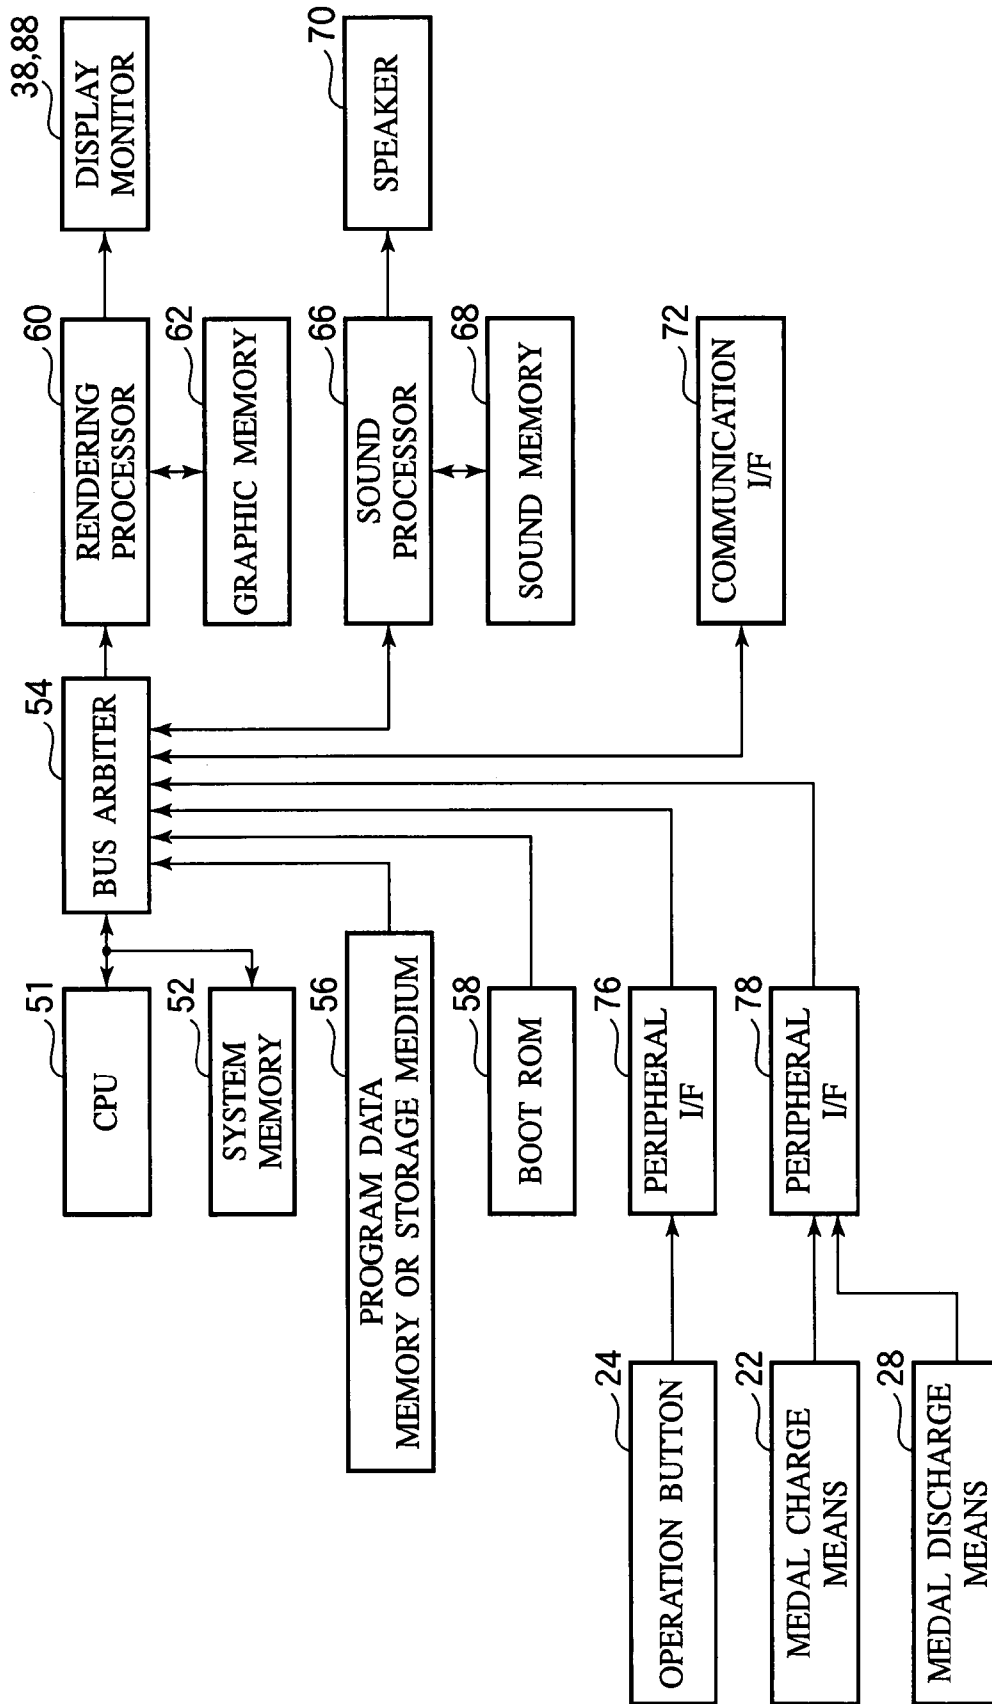 51
CPU
52
SYSTEM
MEMORY
54
BUS ARBITER
60
RENDERING
PROCESSOR
38,88
DISPLAY
MONITOR
62
GRAPHIC MEMORY
56
PROGRAM DATA
MEMORY OR STORAGE MEDIUM
66
SOUND
PROCESSOR
70
SPEAKER
58
BOOT ROM
68
SOUND MEMORY
24
OPERATION BUTTON
76
PERIPHERAL
I/F
72
COMMUNICATION
I/F
22
MEDAL CHARGE
MEANS
78
PERIPHERAL
I/F
28
MEDAL DISCHARGE
MEANS